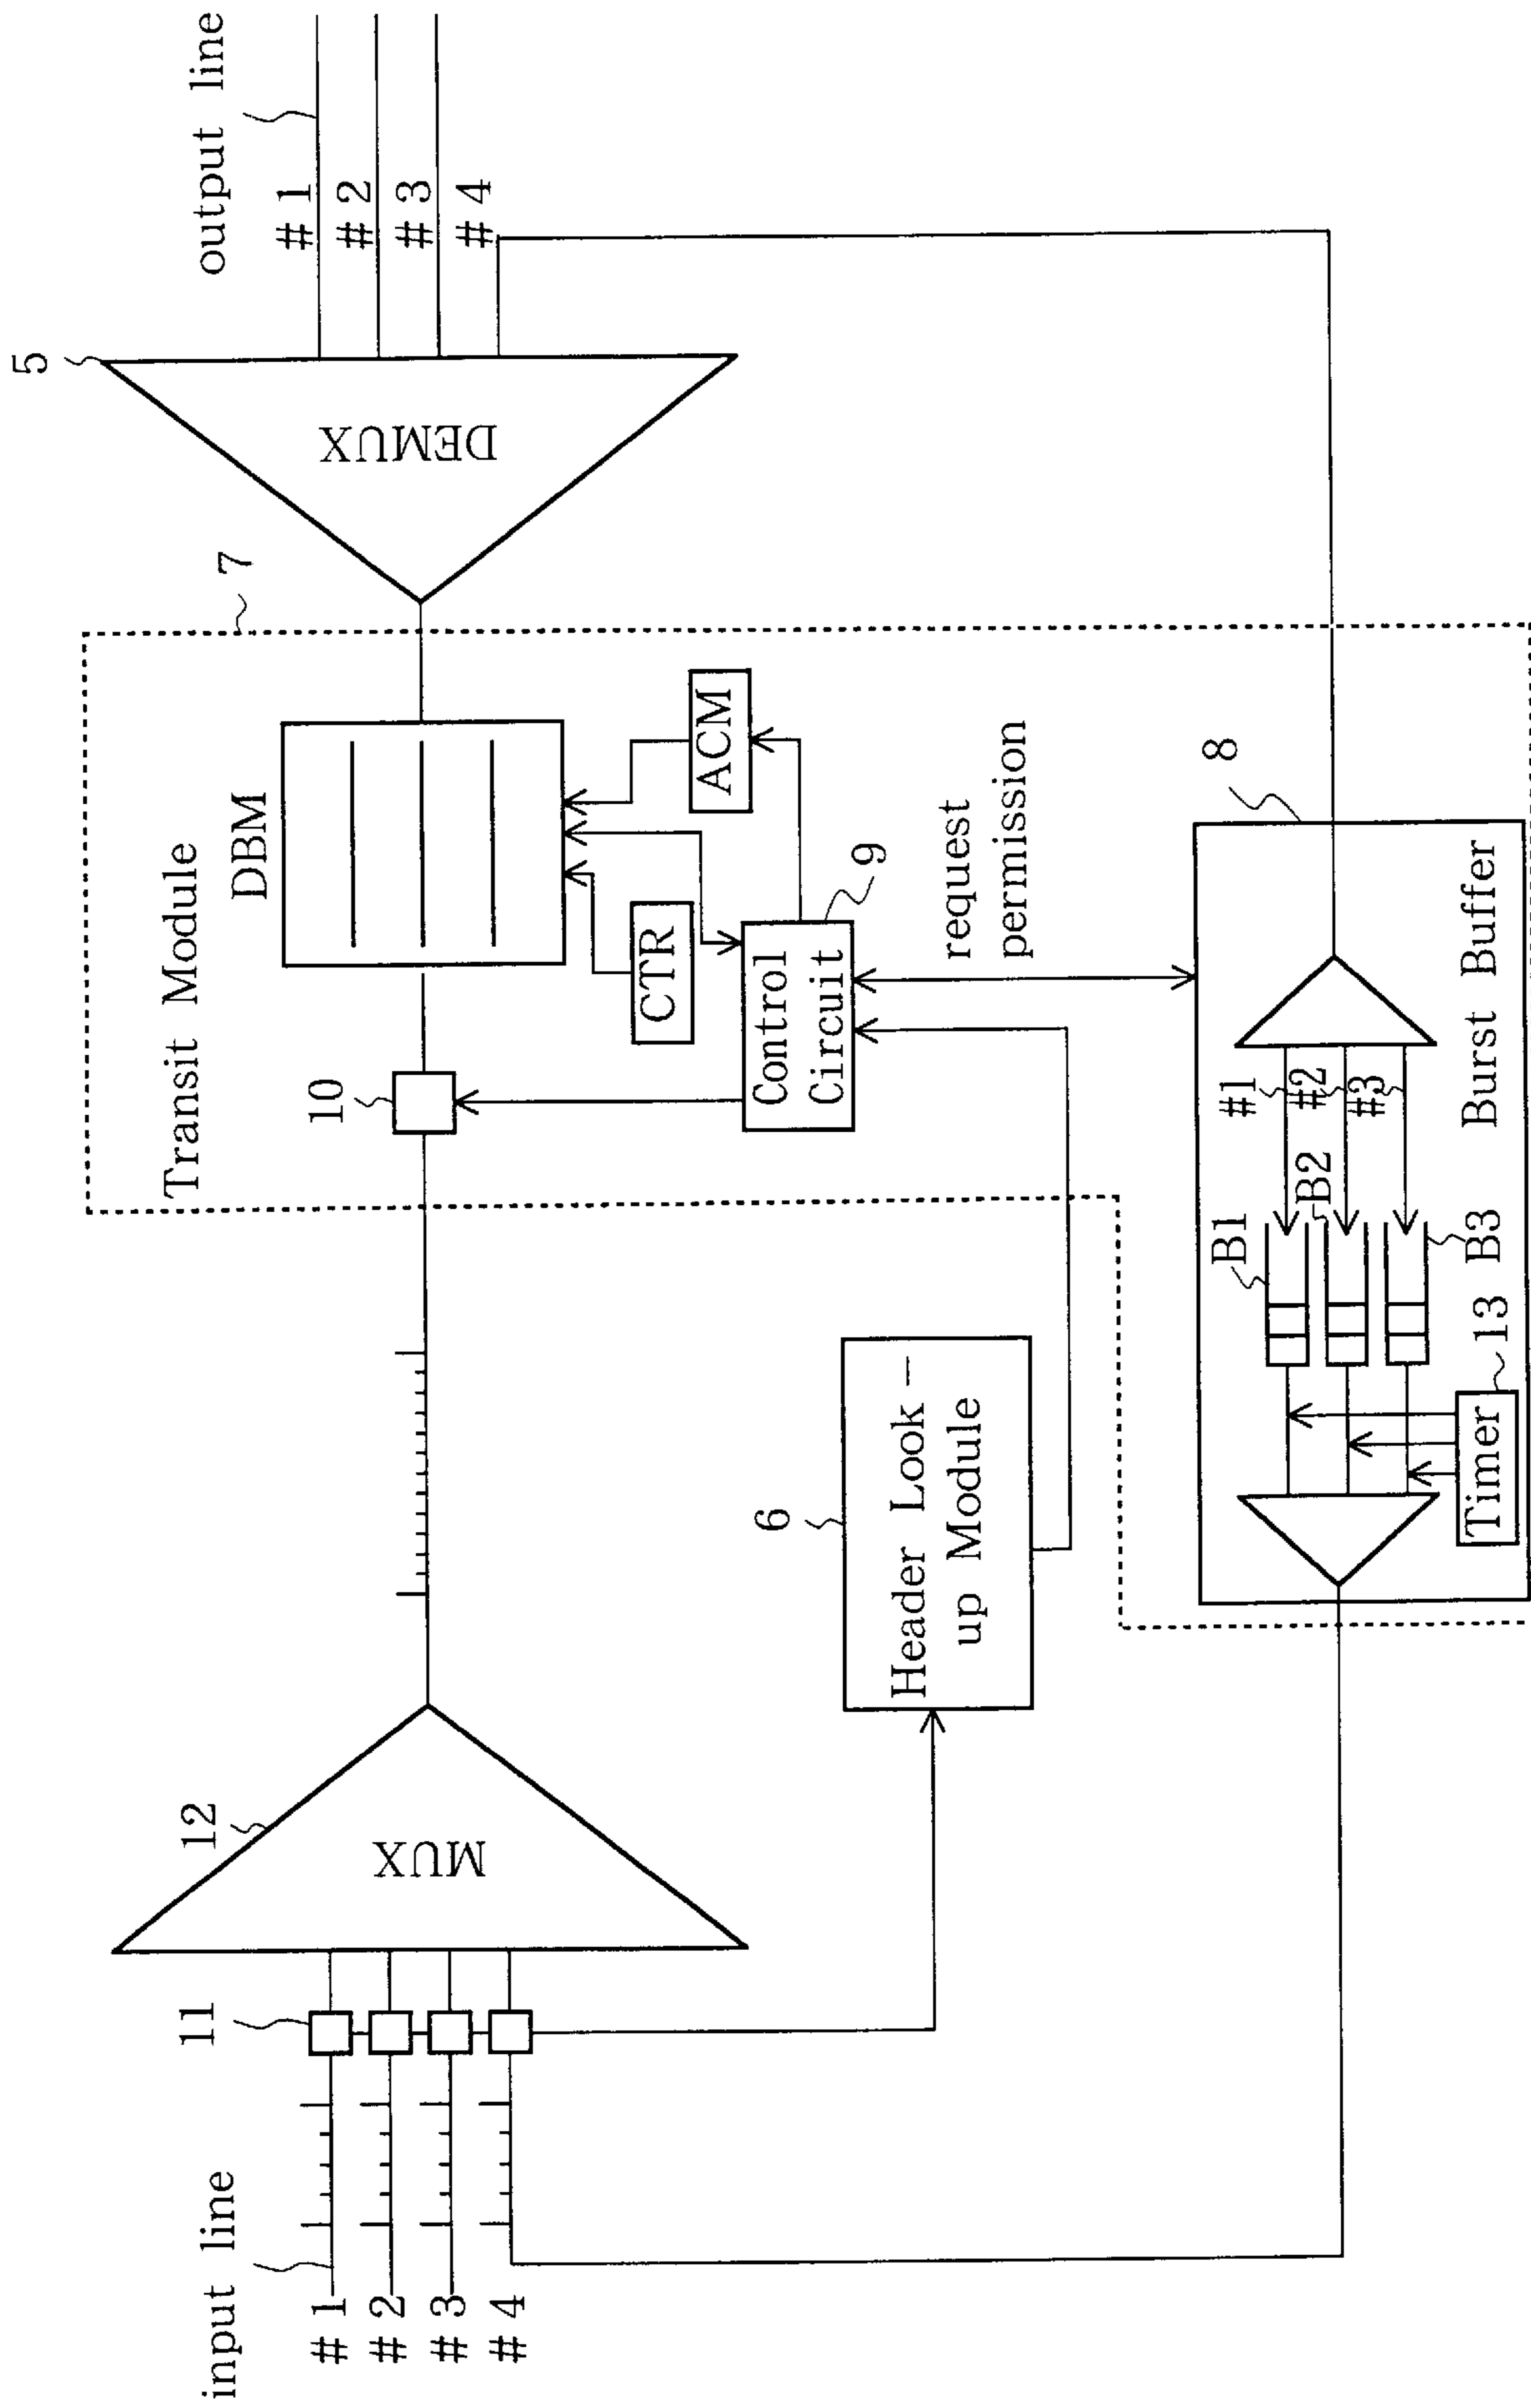 input line
# 1
# 2
# 3
# 4
11
12
MUX
6
Header Look-
up Module
Transit Module
7
10
DBM
CTR
ACM
Control
Circuit
9
request
permission
5
DEMUX
output line
# 1
# 2
# 3
# 4
8
Burst Buffer
#1
#2
#3
B1
B2
B3
13
Timer